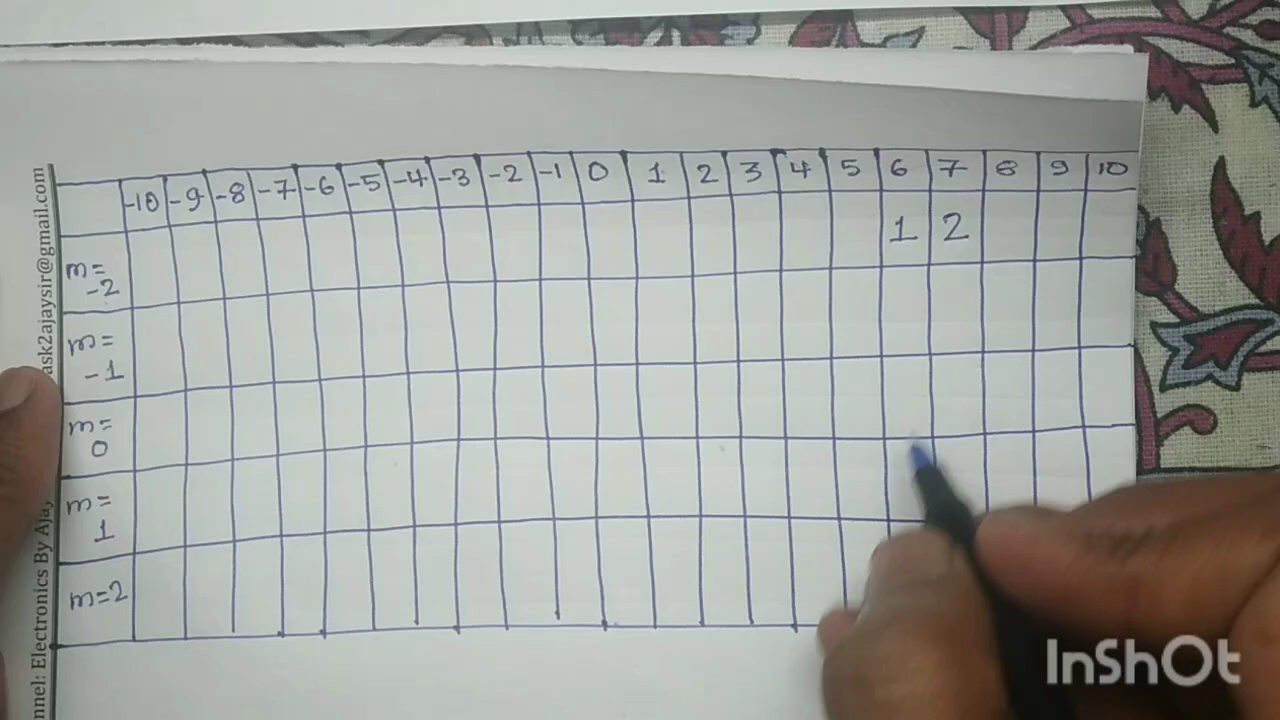 -10 -9 -8 -7 -6 -5 -4 -3 -2 -1 0 1 2 3 4 5 6 7 8 9 10
m=
-2
1 2
m=
-1
m=
0
m=
1
m=2
ask2ajaysir@gmail.com
nnel: Electronics By Ajay
InShOt